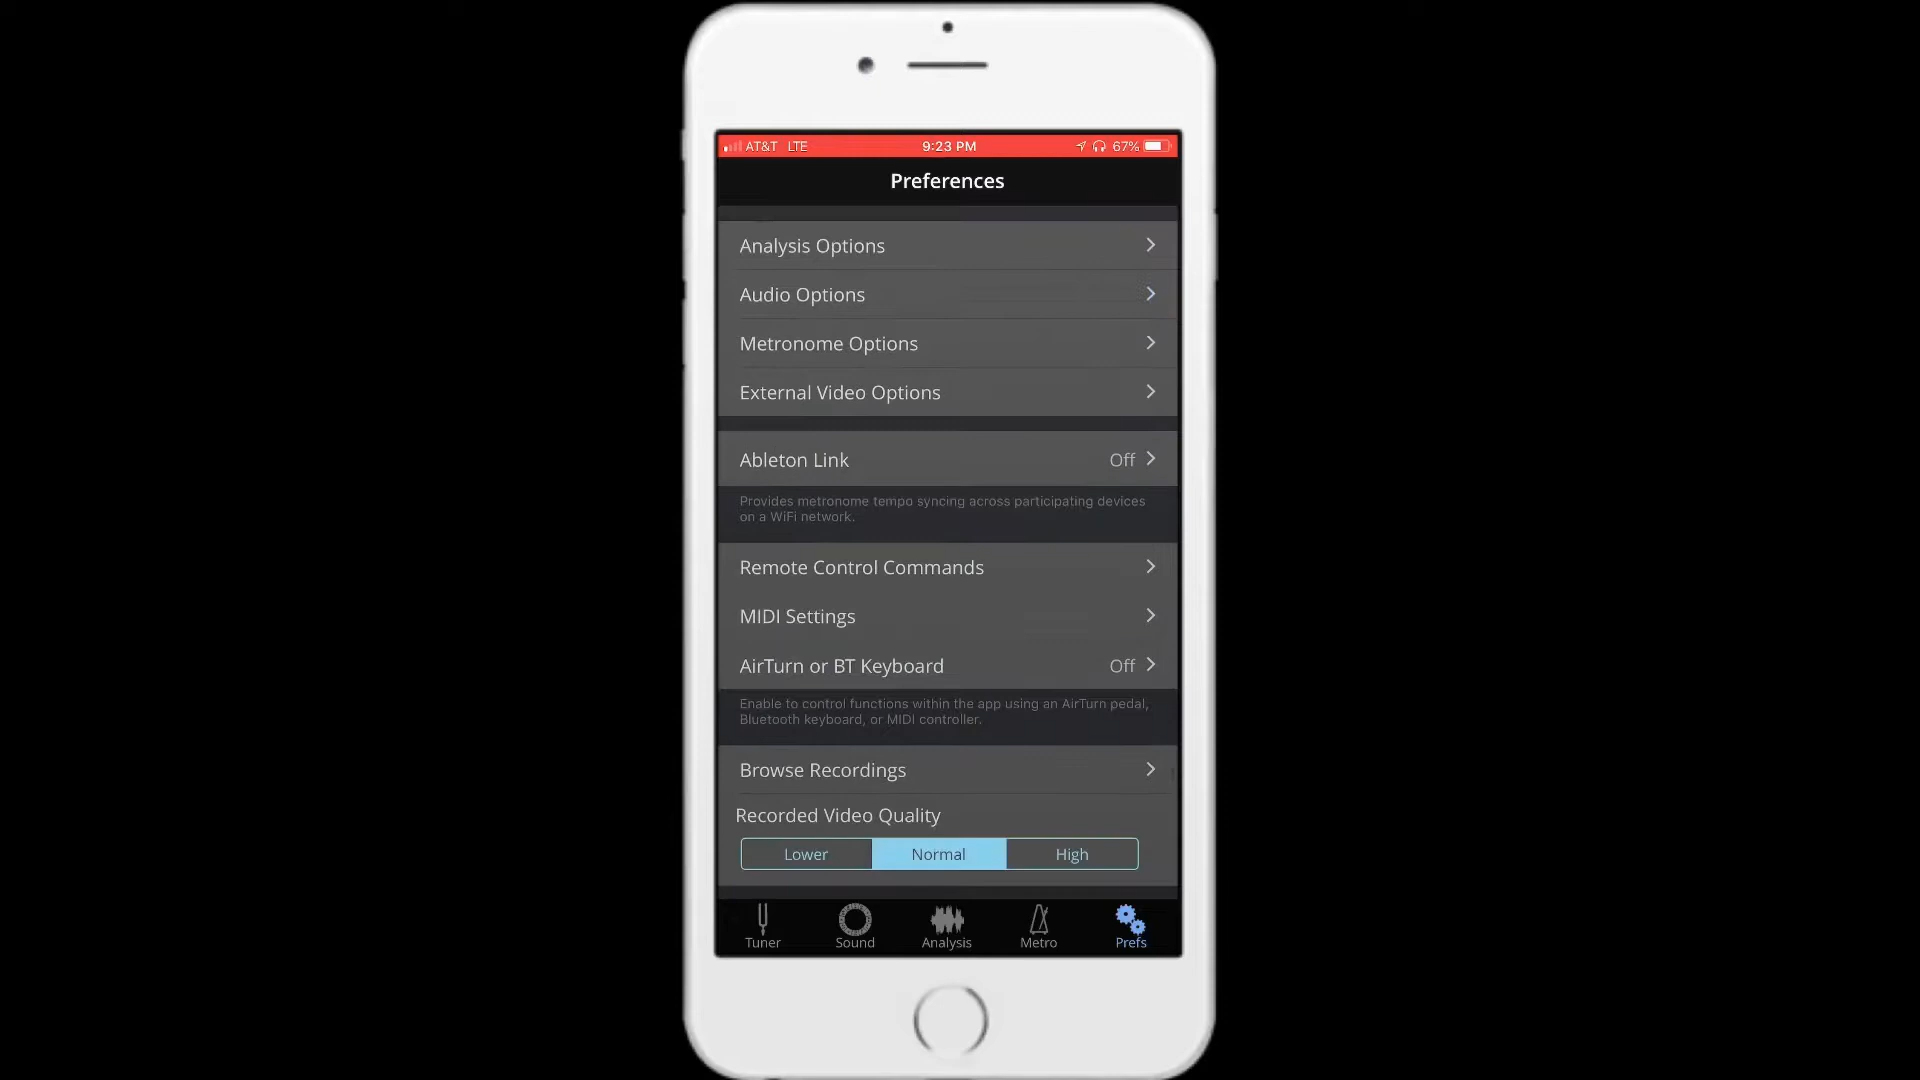 AT&T LTE 9:23 PM 67%
Preferences
Analysis Options
Audio Options
Metronome Options
External Video Options
Ableton Link Off
Provides metronome tempo syncing across participating devices
on a WiFi network.
Remote Control Commands
MIDI Settings
AirTurn or BT Keyboard Off
Enable to control functions within the app using an AirTurn pedal,
Bluetooth keyboard, or MIDI controller.
Browse Recordings
Recorded Video Quality
Lower Normal High
Tuner Sound Analysis Metro Prefs